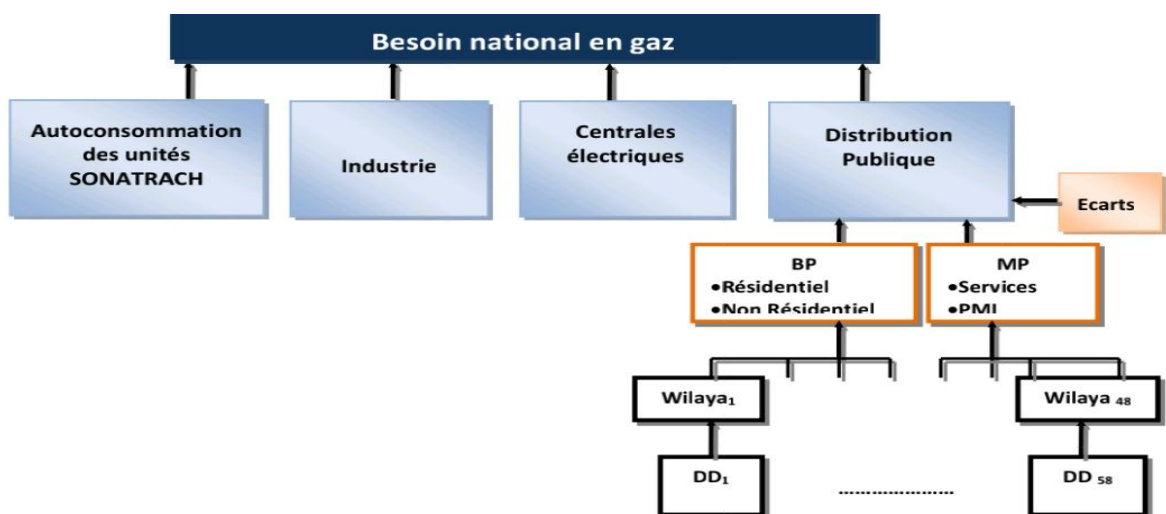 Besoin national en gaz
Autoconsommation
des unités
SONATRACH
Industrie
Centrales
électriques
Distribution
Publique
Ecarts
BP
•Résidentiel
•Non Résidentiel
MP
•Services
•PMI
Wilaya₁
Wilaya ₄₈
DD₁
.....................
DD ₅₈